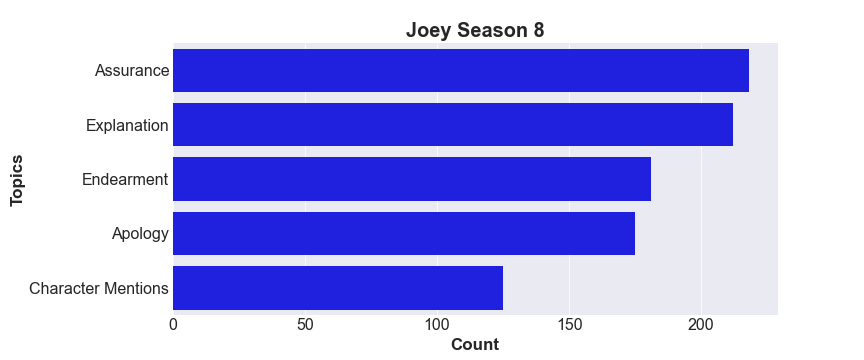 Joey Season 8
Topics
Assurance
Explanation
Endearment
Apology
Character Mentions
0 50 100 150 200
Count